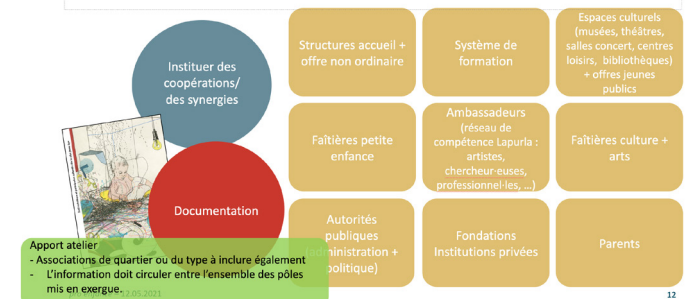 Instituer des
coopérations/
des synergies
Documentation
Structures accueil +
offre non ordinaire
Système de
formation
Espaces culturels
(musées, théâtres,
salles concert, centres
loisirs, bibliothèques)
+ offres jeunes
publics
Faîtières petite
enfance
Ambassadeurs
(réseau de
compétence Lapurla :
artistes,
chercheur·euses,
professionnel·les, …)
Faîtières culture +
arts
Autorités
publiques
(administration +
politique)
Fondations
Institutions privées
Parents
Apport atelier
- Associations de quartier ou du type à inclure également
- L'information doit circuler entre l'ensemble des pôles
mis en exergue.
12.05.2021
12